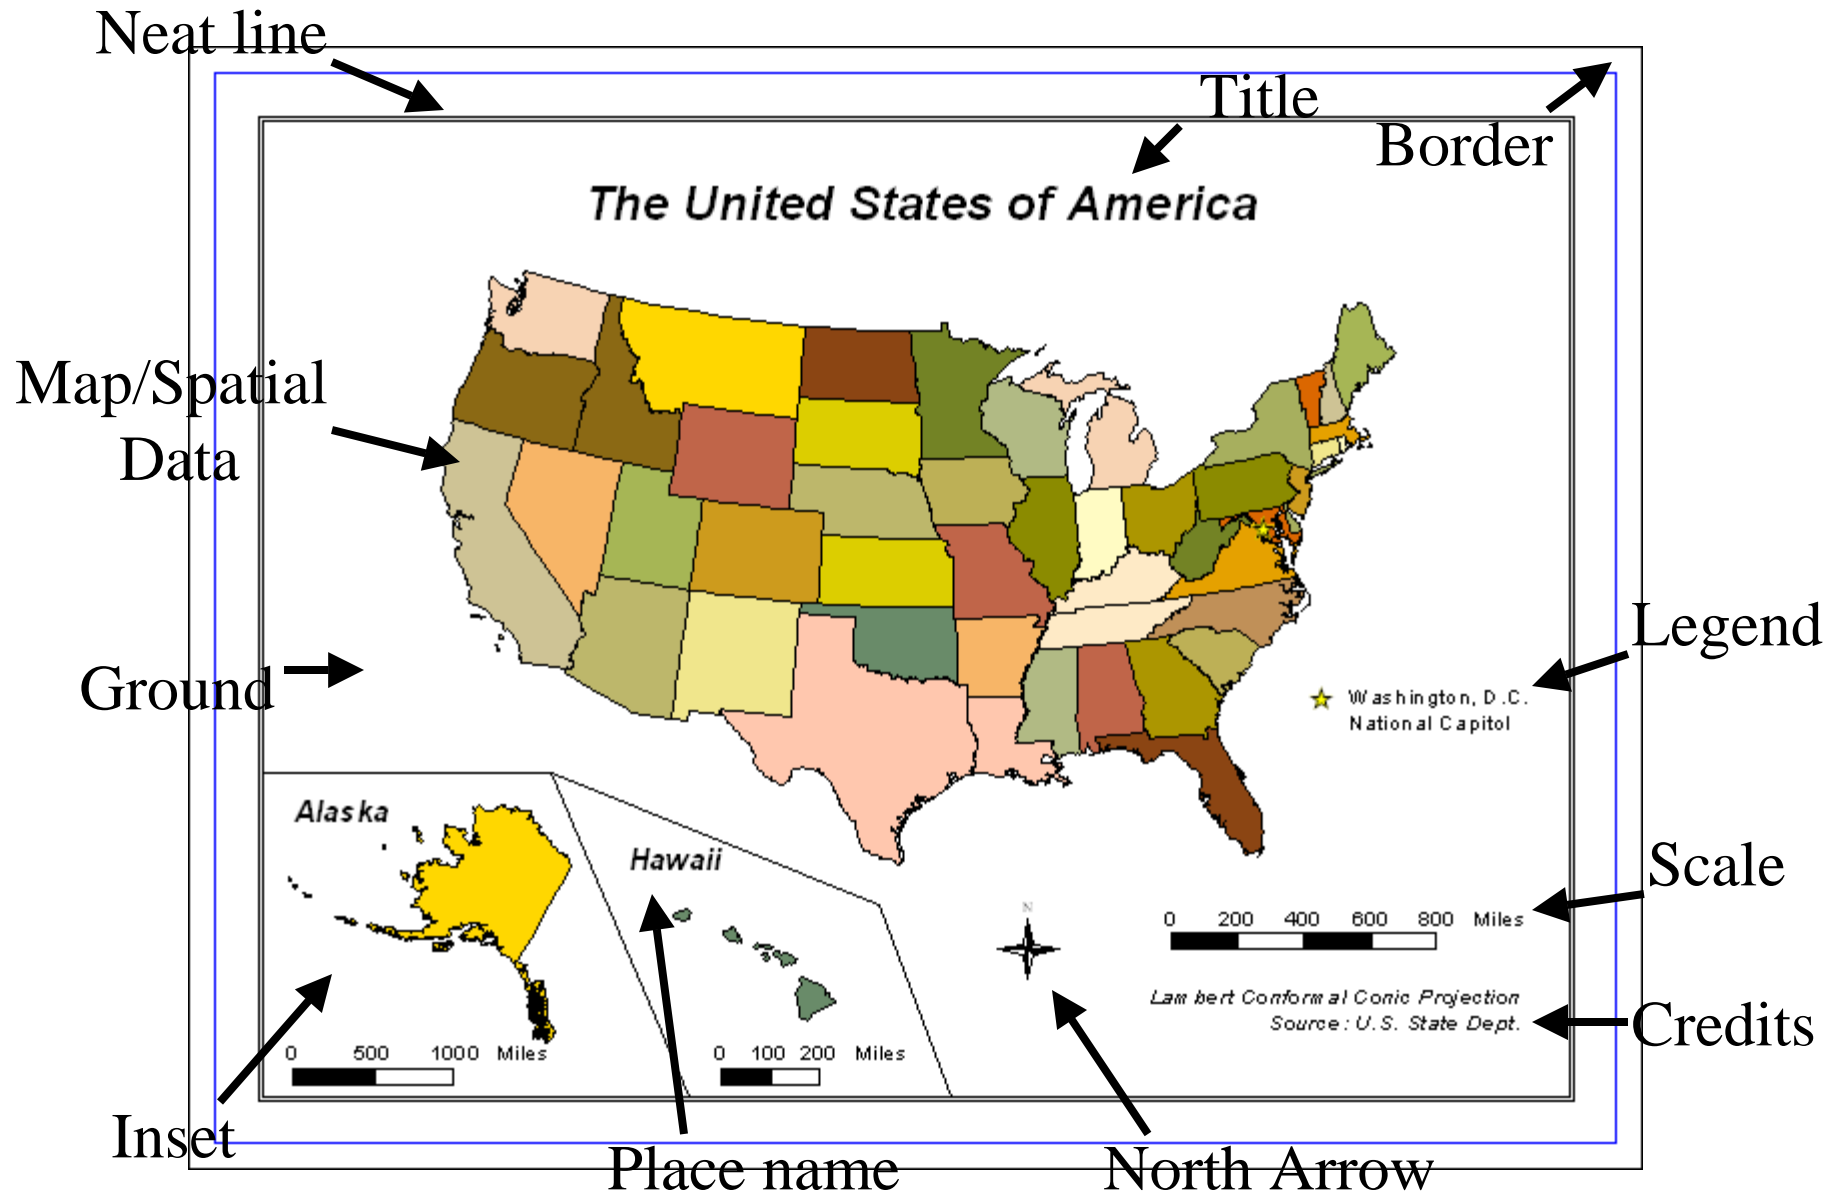 Neat line
Title
Border
The United States of America
Map/Spatial
Data
Ground
Legend
Washington, D.C.
National Capitol
Alaska
Hawaii
Scale
N
0 200 400 600 800 Miles
Lambert Conformal Conic Projection
Source: U.S. State Dept.
Credits
0 500 1000 Miles
0 100 200 Miles
Inset
Place name
North Arrow